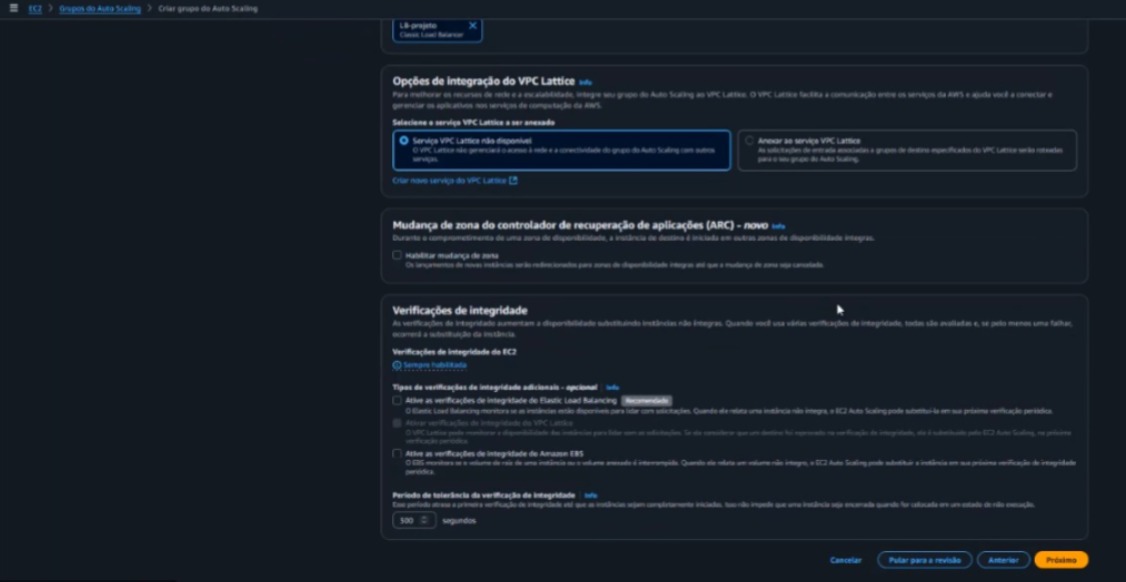 EC2 > Grupos do Auto Scaling > Criar grupo do Auto Scaling
LB-projeto
Classic Load Balancer
Opções de integração do VPC Lattice Info
Para melhorar os recursos de rede e a escalabilidade, integre seu grupo do Auto Scaling ao VPC Lattice. O VPC Lattice facilita a comunicação entre os serviços da AWS e ajuda você a conectar e
gerenciar os aplicativos nos serviços de computação da AWS.
Selecione o serviço VPC Lattice a ser anexado
Serviço VPC Lattice não disponível
O VPC Lattice não gerenciará o acesso à rede e a conectividade do grupo do Auto Scaling com outros
serviços.
Anexar ao serviço VPC Lattice
As solicitações de entrada associadas a grupos de destino especificados do VPC Lattice serão roteadas
para o seu grupo do Auto Scaling.
Criar novo serviço do VPC Lattice
Mudança de zona do controlador de recuperação de aplicações (ARC) - novo Info
Durante o comprometimento de uma zona de disponibilidade, a instância de destino é iniciada em outras zonas de disponibilidade íntegras.
Habilitar mudança de zona
Os lançamentos de novas instâncias serão redirecionados para zonas de disponibilidade íntegras até que a mudança de zona seja cancelada.
Verificações de integridade
As verificações de integridade aumentam a disponibilidade substituindo instâncias não íntegras. Quando você usa várias verificações de integridade, todas são avaliadas e, se pelo menos uma falhar,
ocorrerá a substituição da instância.
Verificações de integridade do EC2
Sempre habilitada
Tipos de verificações de integridade adicionais - opcional Info
Ative as verificações de integridade do Elastic Load Balancing Recomendado
O Elastic Load Balancing monitora se as instâncias estão disponíveis para lidar com solicitações. Quando ele relata uma instância não íntegra, o EC2 Auto Scaling pode substituí-la em sua próxima verificação periódica.
Ativar verificações de integridade do VPC Lattice
O VPC Lattice pode monitorar a disponibilidade das instâncias para lidar com as solicitações. Se ele considerar que um destino foi reprovado na verificação de integridade, ele é substituído pelo EC2 Auto Scaling, na próxima
verificação periódica.
Ative as verificações de integridade do Amazon EBS
O EBS monitora se o volume de raiz de uma instância ou o volume anexado é interrompido. Quando ele relata um volume não íntegro, o EC2 Auto Scaling pode substituir a instância em sua próxima verificação de integridade
periódica.
Período de tolerância da verificação de integridade Info
Esse período atrasa a primeira verificação de integridade até que as instâncias sejam completamente iniciadas. Isso não impede que uma instância seja encerrada quando for colocada em um estado de não execução.
300 segundos
Cancelar Pular para a revisão Anterior Próximo